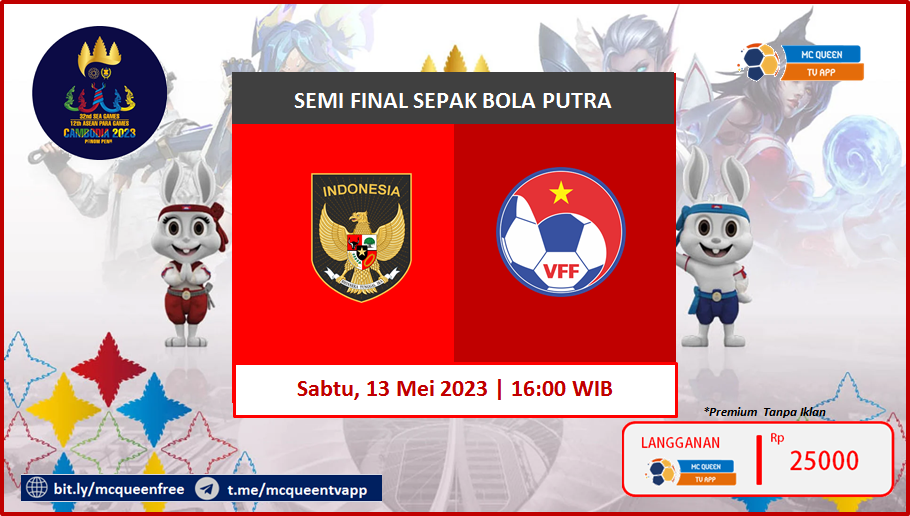 32nd SEA GAMES
12th ASEAN PARA GAMES
CAMBODIA 2023
PHNOM PENH
MC QUEEN
TV APP
SEMI FINAL SEPAK BOLA PUTRA
INDONESIA
VFF
Sabtu, 13 Mei 2023 | 16:00 WIB
*Premium Tanpa Iklan
LANGGANAN
MC QUEEN
TV APP
Rp
25000
bit.ly/mcqueenfree
t.me/mcqueentvapp